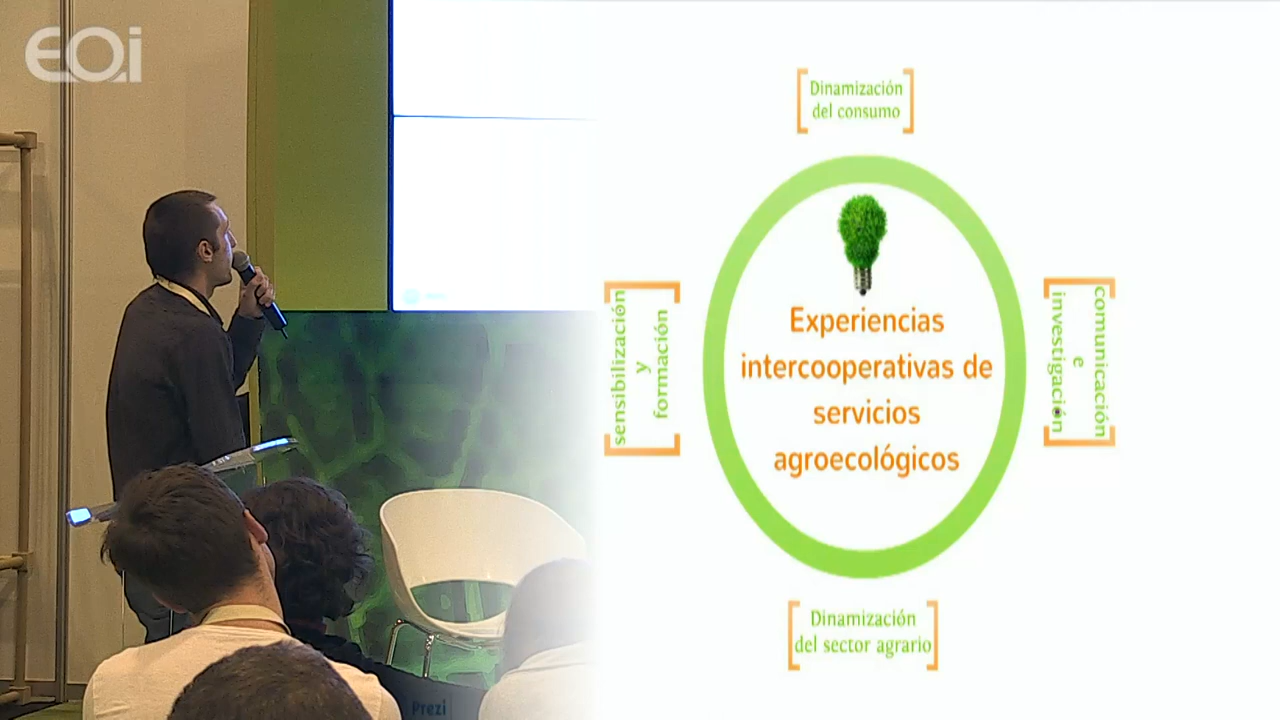 EOi
Dinamización
del consumo
sensibilización
y
formación
Experiencias
intercooperativas de
servicios
agroecológicos
comunicación
e
investigación
Dinamización
del sector agrario
Prezi